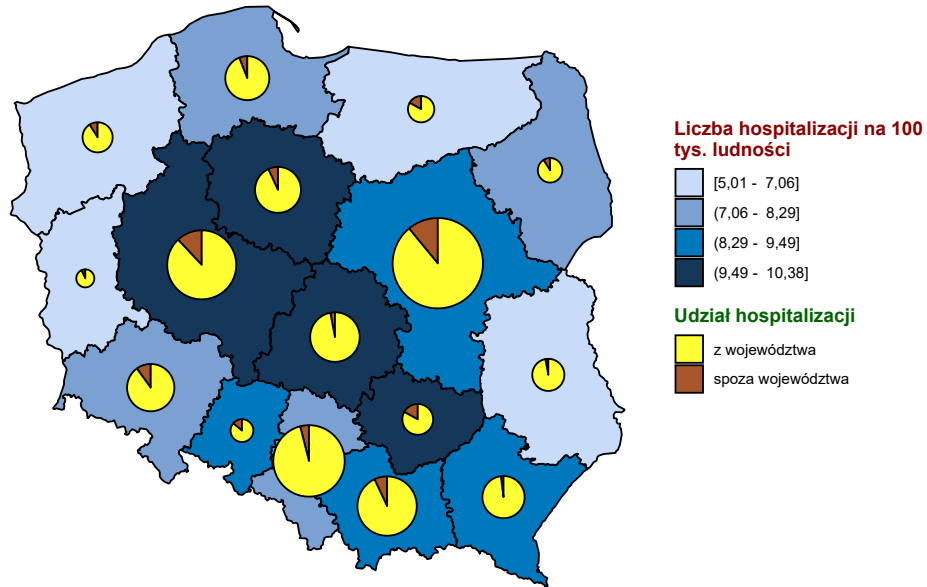 Liczba hospitalizacji na 100
tys. ludności
[5,01 - 7,06]
(7,06 - 8,29]
(8,29 - 9,49]
(9,49 - 10,38]
Udział hospitalizacji
z województwa
spoza województwa